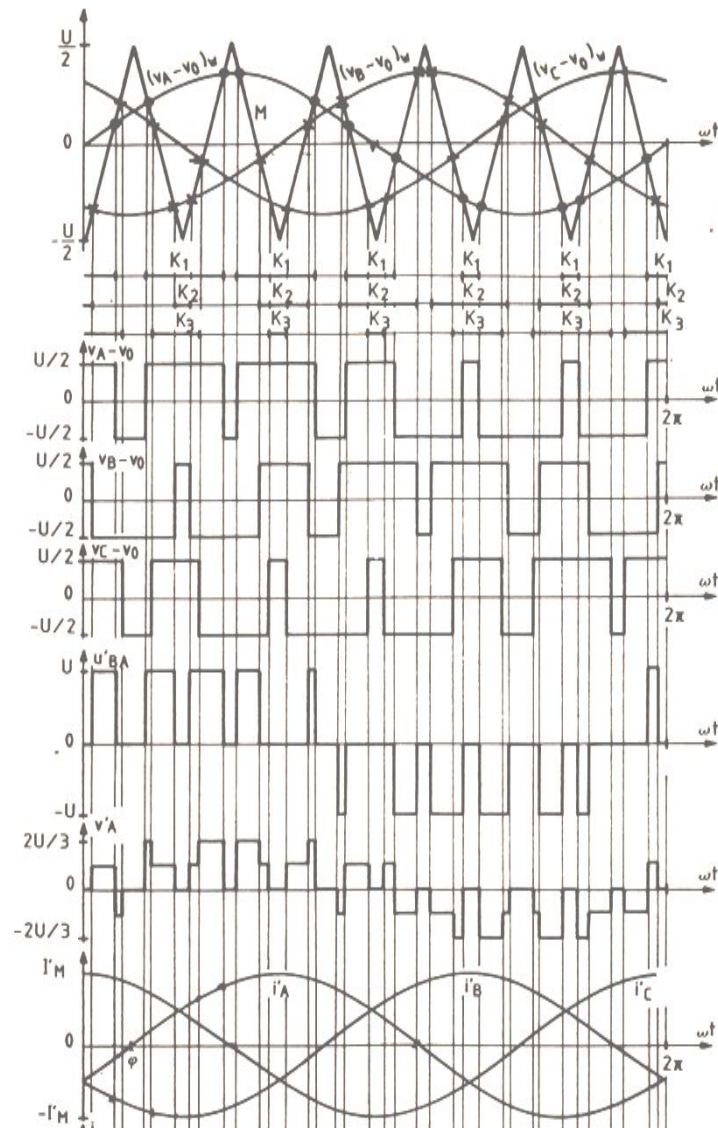 U/2
(vA-v0)w (vB-v0)w (vC-v0)w
M
0 ωt
-U/2
K1 K1 K1 K1 K1 K1
K2 K2 K2 K2 K2 K2
K3 K3 K3 K3 K3 K3
vA-v0
U/2
0 ωt
-U/2 2π
vB-v0
U/2
0 ωt
-U/2 2π
vC-v0
U/2
0 ωt
-U/2 2π
u'BA
U
0 ωt
-U
v'A
2U/3
0 ωt
-2U/3
I'M
i'A i'B i'C
0 ωt
φ 2π
-I'M